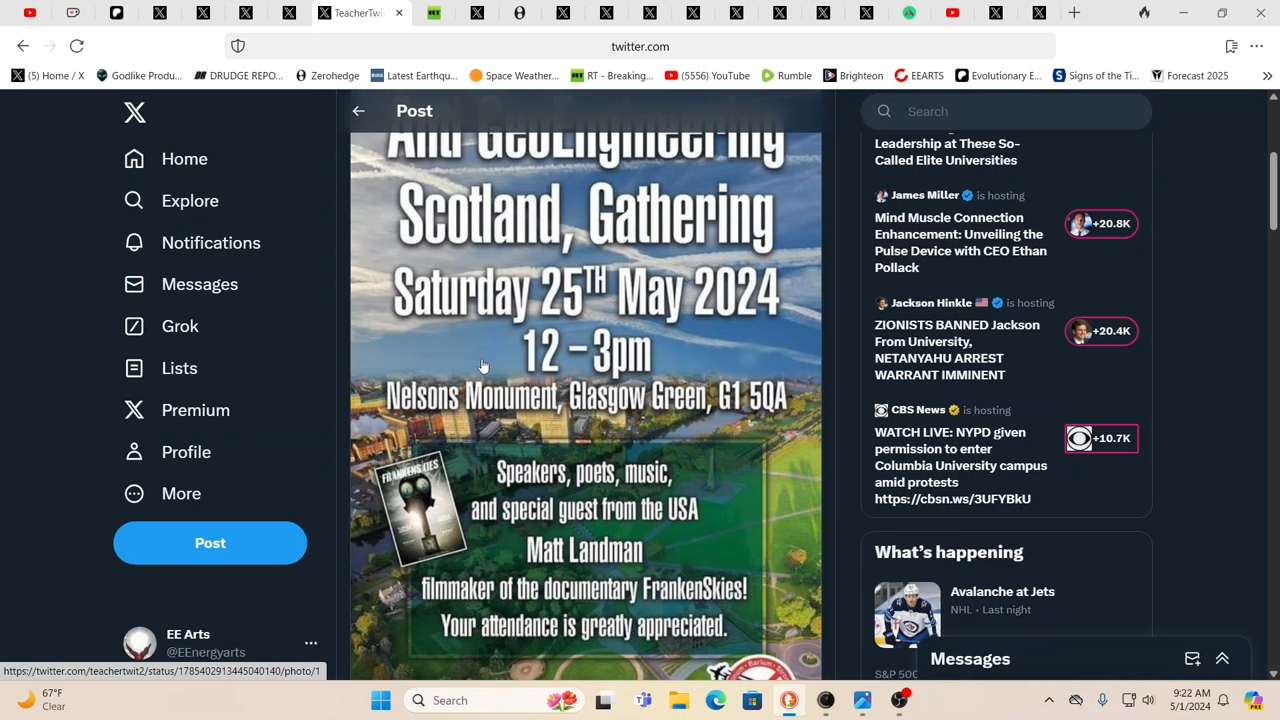 TeacherTwit
twitter.com
(5) Home / X
Godlike Produ...
DRUDGE REPO...
Zerohedge
Latest Earthqu...
Space Weather...
RT - Breaking...
(5556) YouTube
Rumble
Brighteon
EEARTS
Evolutionary E...
Signs of the Ti...
Forecast 2025
Home
Explore
Notifications
Messages
Grok
Lists
Premium
Profile
More
Post
EE Arts
@EEnergyarts
https://twitter.com/teachertwit2/status/1785402913445040140/photo/1
Post
Anti GeoEngineering
Scotland, Gathering
Saturday 25TH May 2024
12 – 3pm
Nelsons Monument, Glasgow Green, G1 5QA
FRANKENSKIES
Speakers, poets, music,
and special guest from the USA
Matt Landman
filmmaker of the documentary FrankenSkies!
Your attendance is greatly appreciated.
Search
Leadership at These So-
Called Elite Universities
James Miller is hosting
Mind Muscle Connection
Enhancement: Unveiling the
Pulse Device with CEO Ethan
Pollack
+20.8K
Jackson Hinkle is hosting
ZIONISTS BANNED Jackson
From University,
NETANYAHU ARREST
WARRANT IMMINENT
+20.4K
CBS News is hosting
WATCH LIVE: NYPD given
permission to enter
Columbia University campus
amid protests
https://cbsn.ws/3UFYBkU
+10.7K
What's happening
Avalanche at Jets
NHL · Last night
S&P 500
Messages
67°F
Clear
Search
9:22 AM
5/1/2024